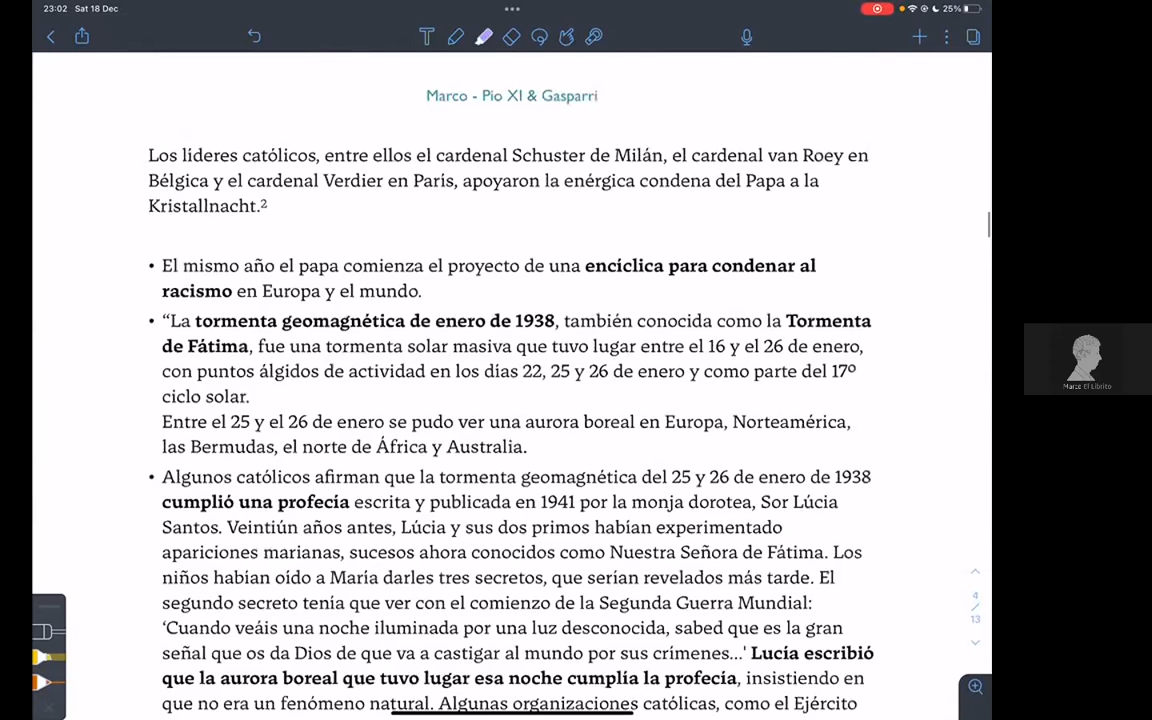 23:02 Sat 18 Dec
25%
Marco - Pio XI & Gasparri
Los líderes católicos, entre ellos el cardenal Schuster de Milán, el cardenal van Roey en
Bélgica y el cardenal Verdier en París, apoyaron la enérgica condena del Papa a la
Kristallnacht.²
• El mismo año el papa comienza el proyecto de una encíclica para condenar al
racismo en Europa y el mundo.
• “La tormenta geomagnética de enero de 1938, también conocida como la Tormenta
de Fátima, fue una tormenta solar masiva que tuvo lugar entre el 16 y el 26 de enero,
con puntos álgidos de actividad en los días 22, 25 y 26 de enero y como parte del 17º
ciclo solar.
Entre el 25 y el 26 de enero se pudo ver una aurora boreal en Europa, Norteamérica,
las Bermudas, el norte de África y Australia.
• Algunos católicos afirman que la tormenta geomagnética del 25 y 26 de enero de 1938
cumplió una profecía escrita y publicada en 1941 por la monja dorotea, Sor Lúcia
Santos. Veintiún años antes, Lúcia y sus dos primos habían experimentado
apariciones marianas, sucesos ahora conocidos como Nuestra Señora de Fátima. Los
niños habían oído a María darles tres secretos, que serían revelados más tarde. El
segundo secreto tenía que ver con el comienzo de la Segunda Guerra Mundial:
‘Cuando veáis una noche iluminada por una luz desconocida, sabed que es la gran
señal que os da Dios de que va a castigar al mundo por sus crímenes...' Lucía escribió
que la aurora boreal que tuvo lugar esa noche cumplía la profecía, insistiendo en
que no era un fenómeno natural. Algunas organizaciones católicas, como el Ejército
4
/
13
Marco El Librito